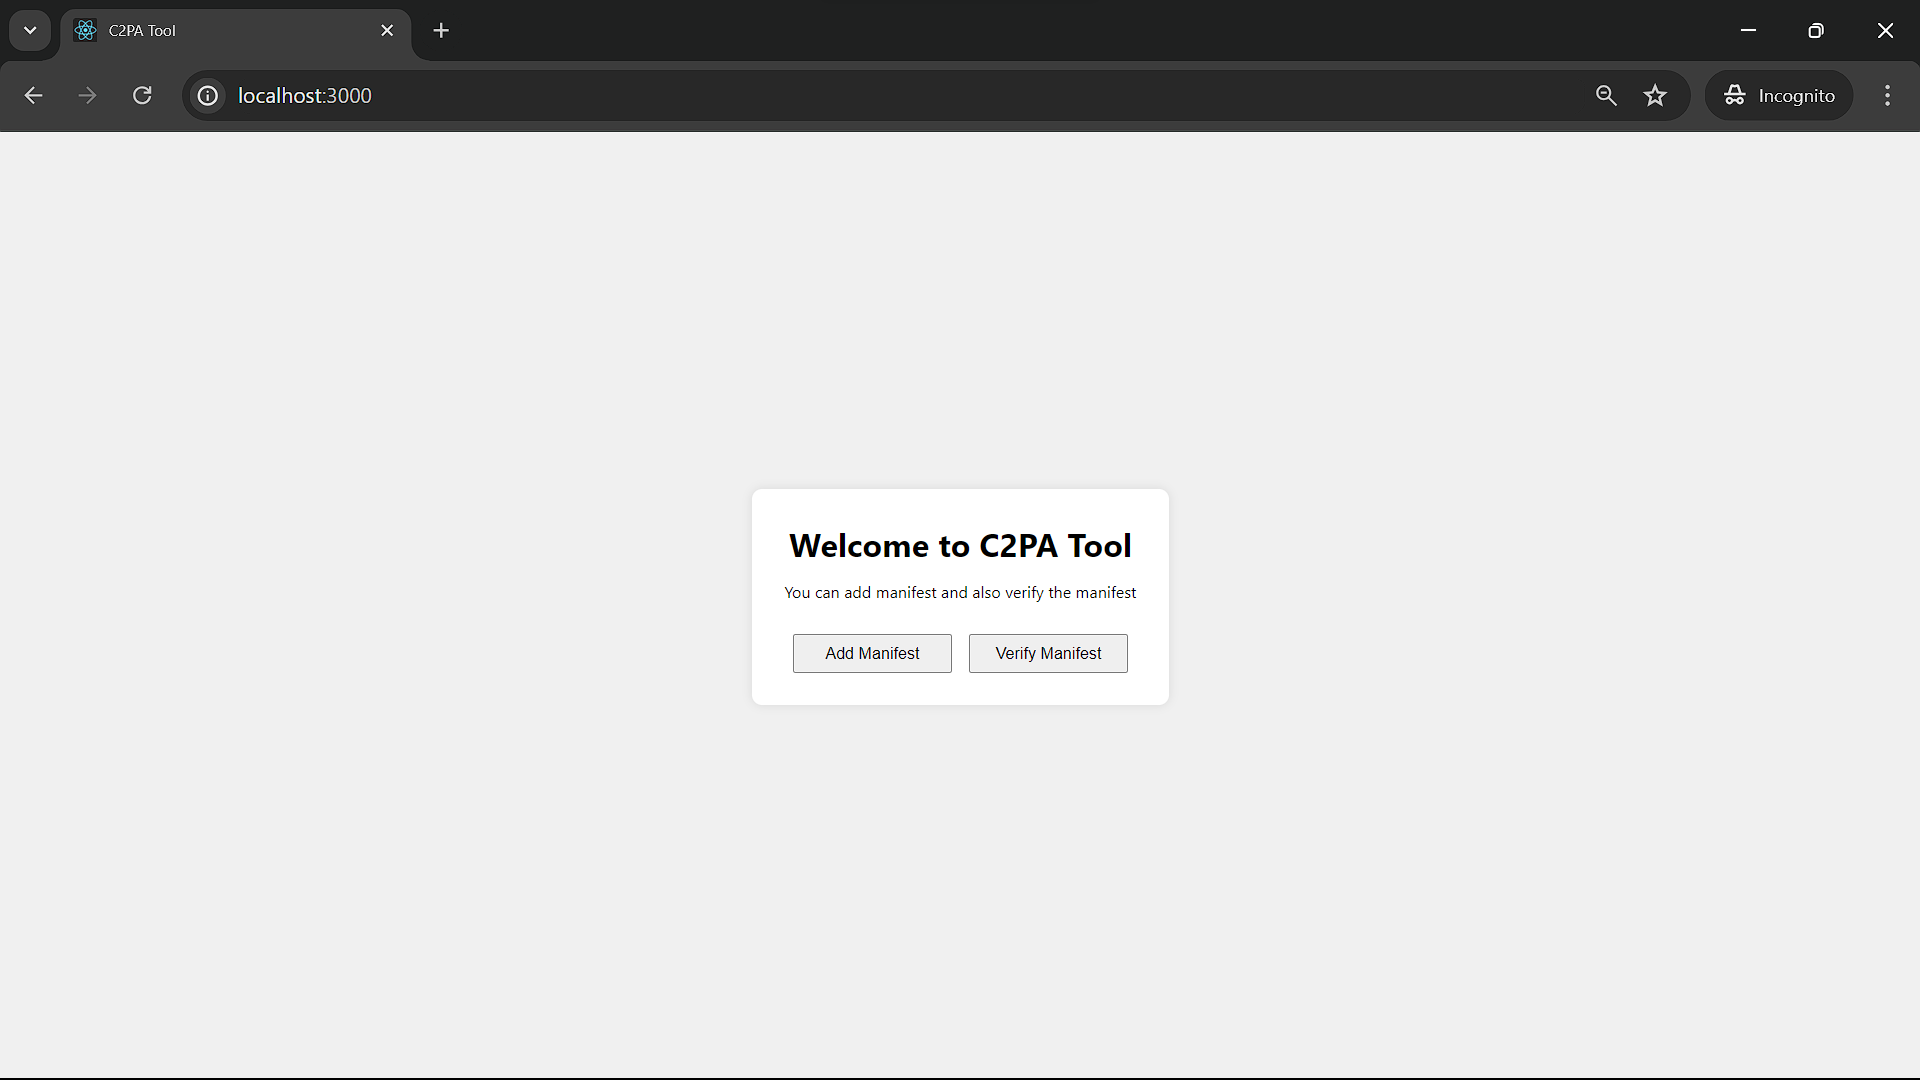 C2PA Tool
localhost:3000
Incognito
Welcome to C2PA Tool
You can add manifest and also verify the manifest
Add Manifest
Verify Manifest